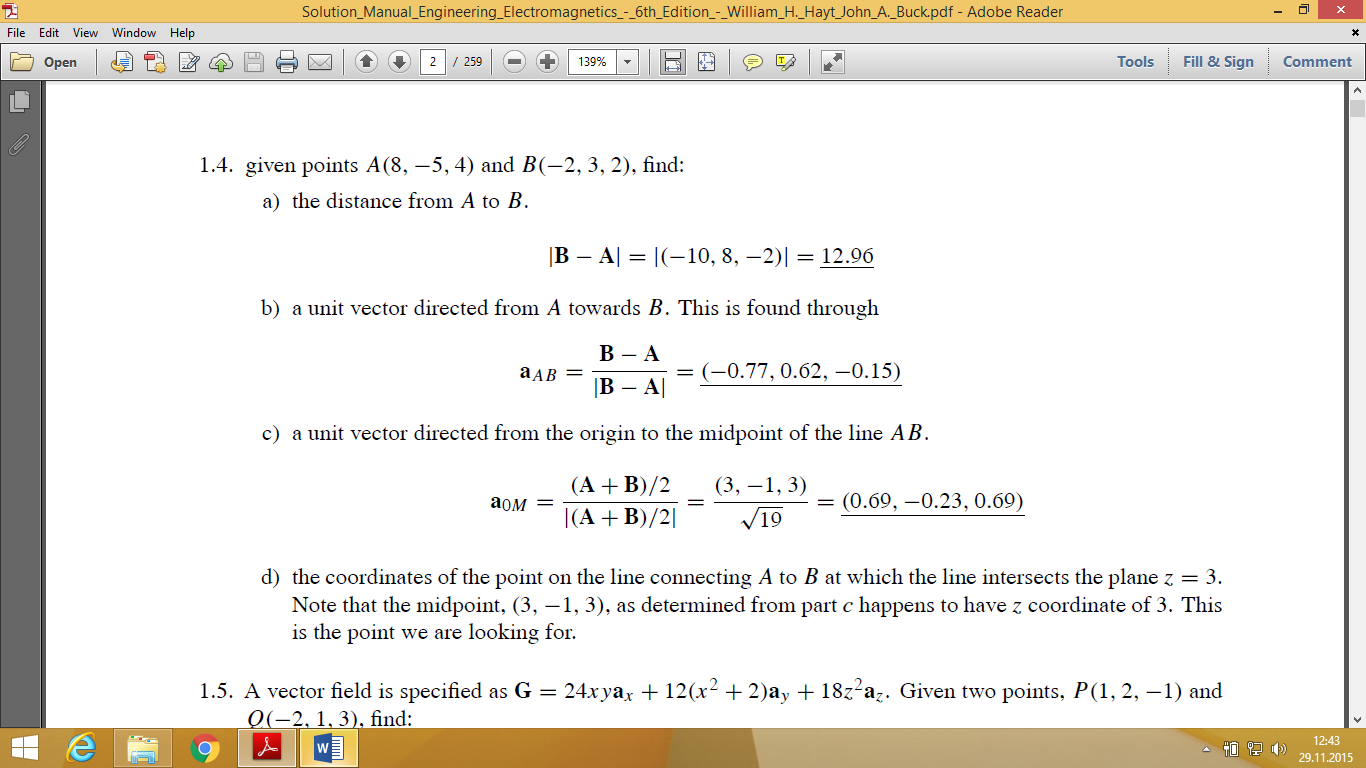 Solution_Manual_Engineering_Electromagnetics_-_6th_Edition_-_William_H._Hayt_John_A._Buck.pdf - Adobe Reader
File Edit View Window Help
Open 2 / 259 139% Tools Fill & Sign Comment
1.4. given points A(8, −5, 4) and B(−2, 3, 2), find:
a) the distance from A to B.
|B − A| = |(−10, 8, −2)| = 12.96
b) a unit vector directed from A towards B. This is found through
a_AB = (B − A)/|B − A| = (−0.77, 0.62, −0.15)
c) a unit vector directed from the origin to the midpoint of the line AB.
a_0M = ((A + B)/2)/|(A + B)/2| = (3, −1, 3)/√19 = (0.69, −0.23, 0.69)
d) the coordinates of the point on the line connecting A to B at which the line intersects the plane z = 3.
Note that the midpoint, (3, −1, 3), as determined from part c happens to have z coordinate of 3. This
is the point we are looking for.
1.5. A vector field is specified as G = 24xya_x + 12(x² + 2)a_y + 18z²a_z. Given two points, P(1, 2, −1) and
Q(−2, 1, 3), find:
12:43
29.11.2015